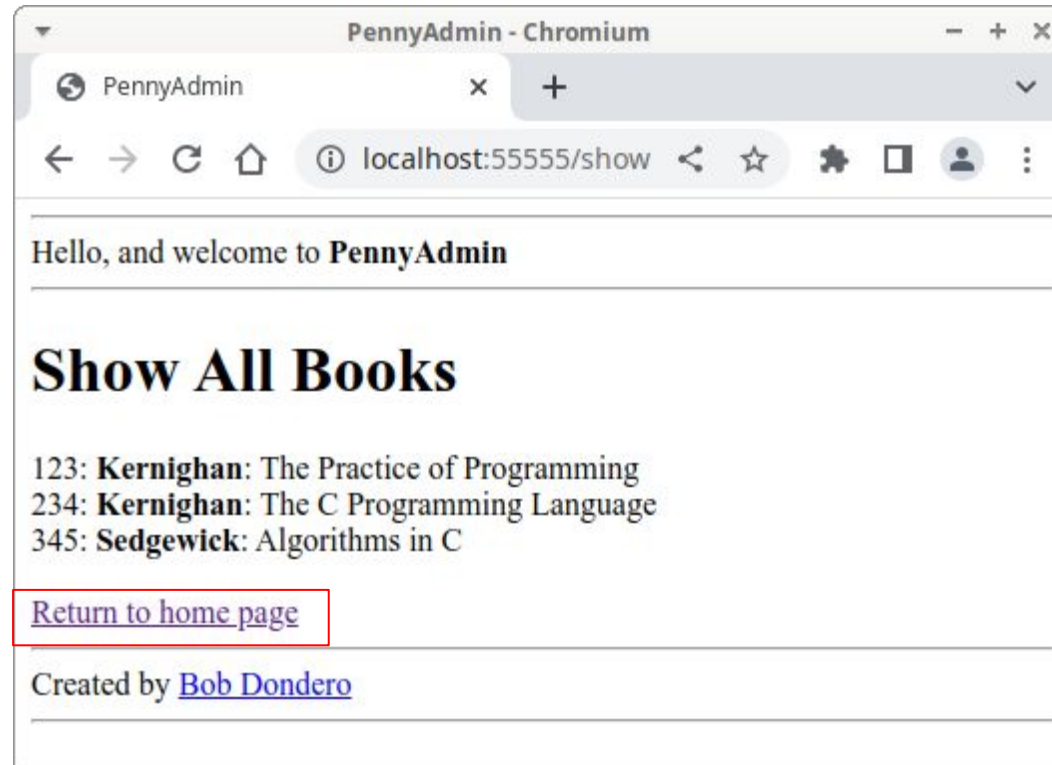 PennyAdmin - Chromium
PennyAdmin
localhost:55555/show
Hello, and welcome to PennyAdmin
Show All Books
123: Kernighan: The Practice of Programming
234: Kernighan: The C Programming Language
345: Sedgewick: Algorithms in C
Return to home page
Created by Bob Dondero